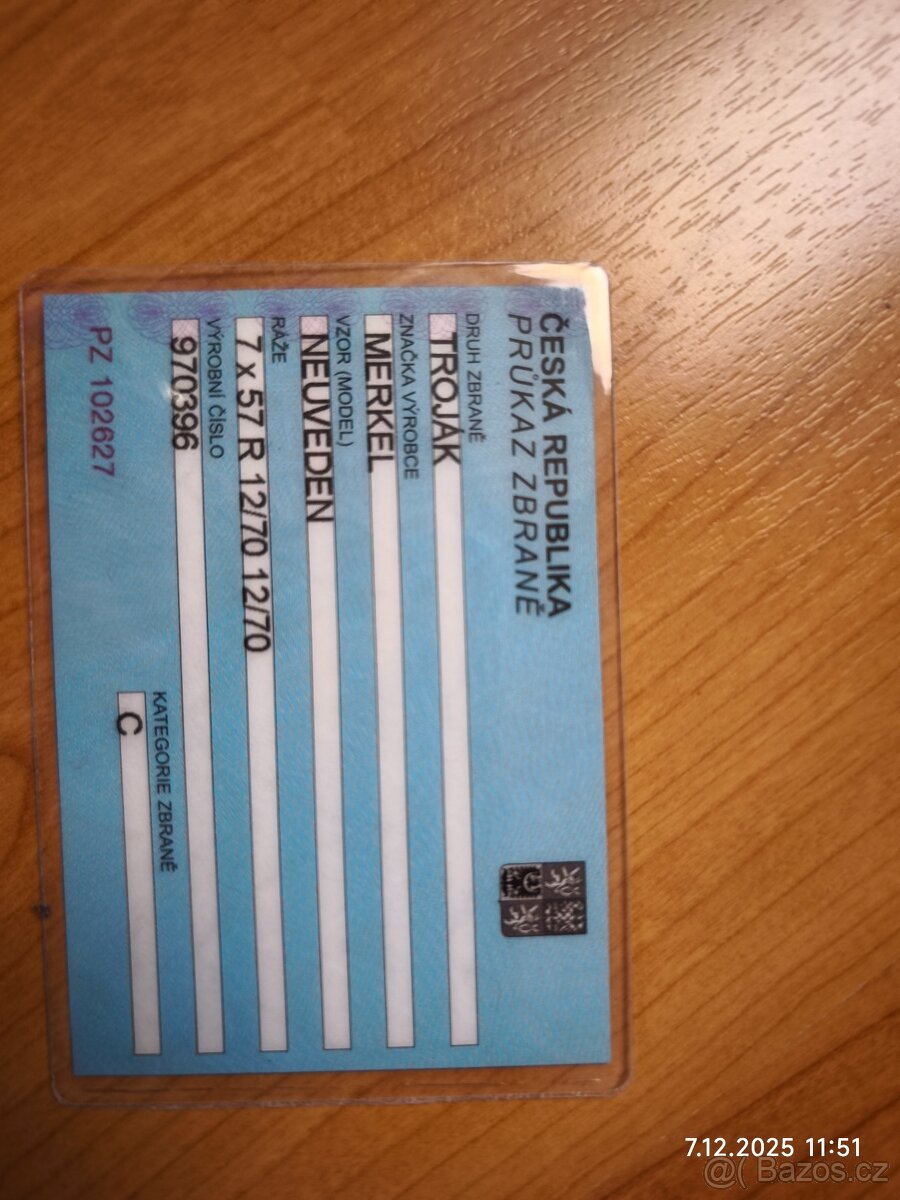 ČESKÁ REPUBLIKA
PRŮKAZ ZBRANĚ
DRUH ZBRANĚ
TROJÁK
ZNAČKA VÝROBCE
MERKEL
VZOR (MODEL)
NEUVEDEN
RÁŽE
7 x 57 R 12/70 12/70
VÝROBNÍ ČÍSLO
970396
KATEGORIE ZBRANĚ
C
PZ 102627
7.12.2025 11:51
@( Bazos.cz